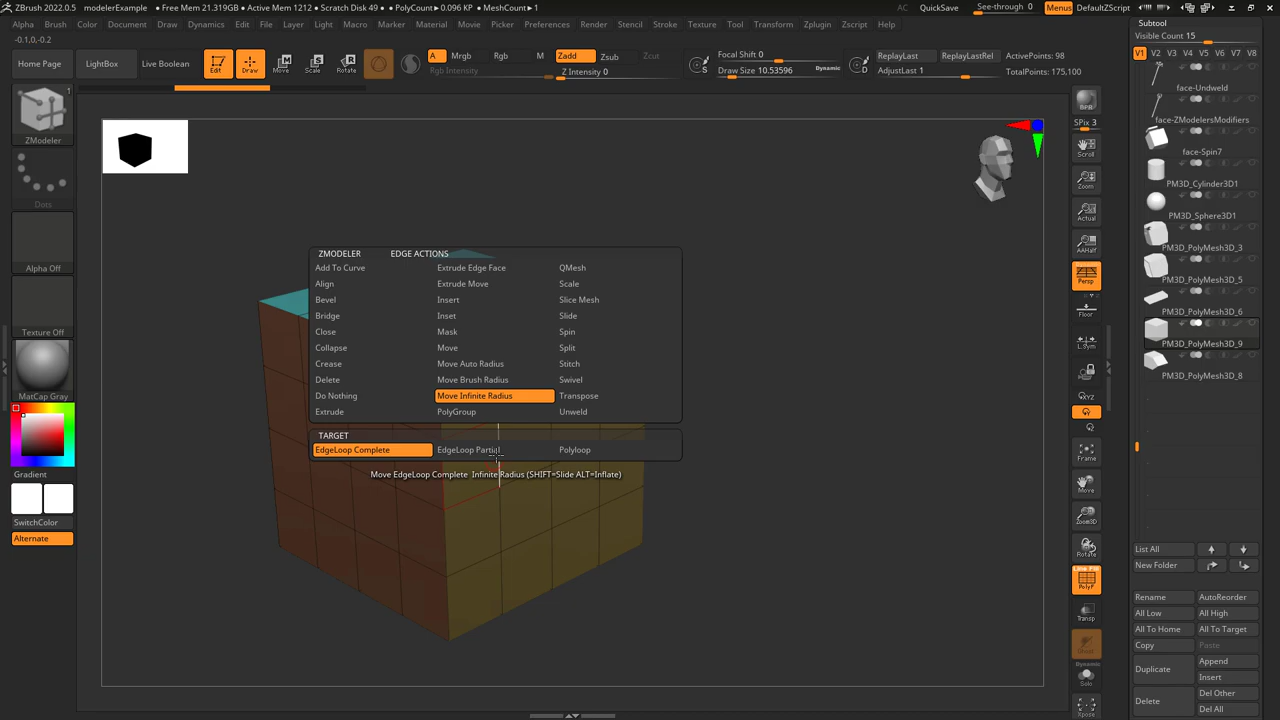 ZBrush 2022.0.5 modelerExample • Free Mem 21.319GB • Active Mem 1212 • Scratch Disk 49 • PolyCount▸0.096 KP • MeshCount▸1 AC QuickSave See-through 0 Menus DefaultZScript
Alpha Brush Color Document Draw Dynamics Edit File Layer Light Macro Marker Material Movie Picker Preferences Render Stencil Stroke Texture Tool Transform Zplugin Zscript Help
-0.1,0,-0.2
Home Page LightBox Live Boolean Edit Draw Move Scale Rotate
A Mrgb Rgb M Zadd Zsub Zcut
Rgb Intensity Z Intensity 0
Focal Shift 0
Draw Size 10.53596 Dynamic
ReplayLast ReplayLastRel ActivePoints: 98
AdjustLast 1 TotalPoints: 175,100
1
ZModeler
Dots
Alpha Off
Texture Off
MatCap Gray
Gradient
SwitchColor
Alternate
ZMODELER EDGE ACTIONS
Add To Curve Extrude Edge Face QMesh
Align Extrude Move Scale
Bevel Insert Slice Mesh
Bridge Inset Slide
Close Mask Spin
Collapse Move Split
Crease Move Auto Radius Stitch
Delete Move Brush Radius Swivel
Do Nothing Move Infinite Radius Transpose
Extrude PolyGroup Unweld
TARGET
EdgeLoop Complete EdgeLoop Partial Polyloop
Move EdgeLoop Complete Infinite Radius (SHIFT=Slide ALT=Inflate)
BPR
SPix 3
Scroll
Zoom
Actual
AAHalf
Persp
Floor
L.Sym
XYZ
Y
Frame
Move
Zoom3D
Rotate
Line Fill
PolyF
Transp
Ghost
Dynamic
Solo
Xpose
Subtool
Visible Count 15
V1 V2 V3 V4 V5 V6 V7 V8
face-Undweld
face-ZModelersModifiers
face-Spin7
PM3D_Cylinder3D1
PM3D_Sphere3D1
PM3D_PolyMesh3D_3
PM3D_PolyMesh3D_5
PM3D_PolyMesh3D_6
PM3D_PolyMesh3D_9
PM3D_PolyMesh3D_8
List All
New Folder
Rename AutoReorder
All Low All High
All To Home All To Target
Copy Paste
Duplicate Append
Insert
Delete Del Other
Del All